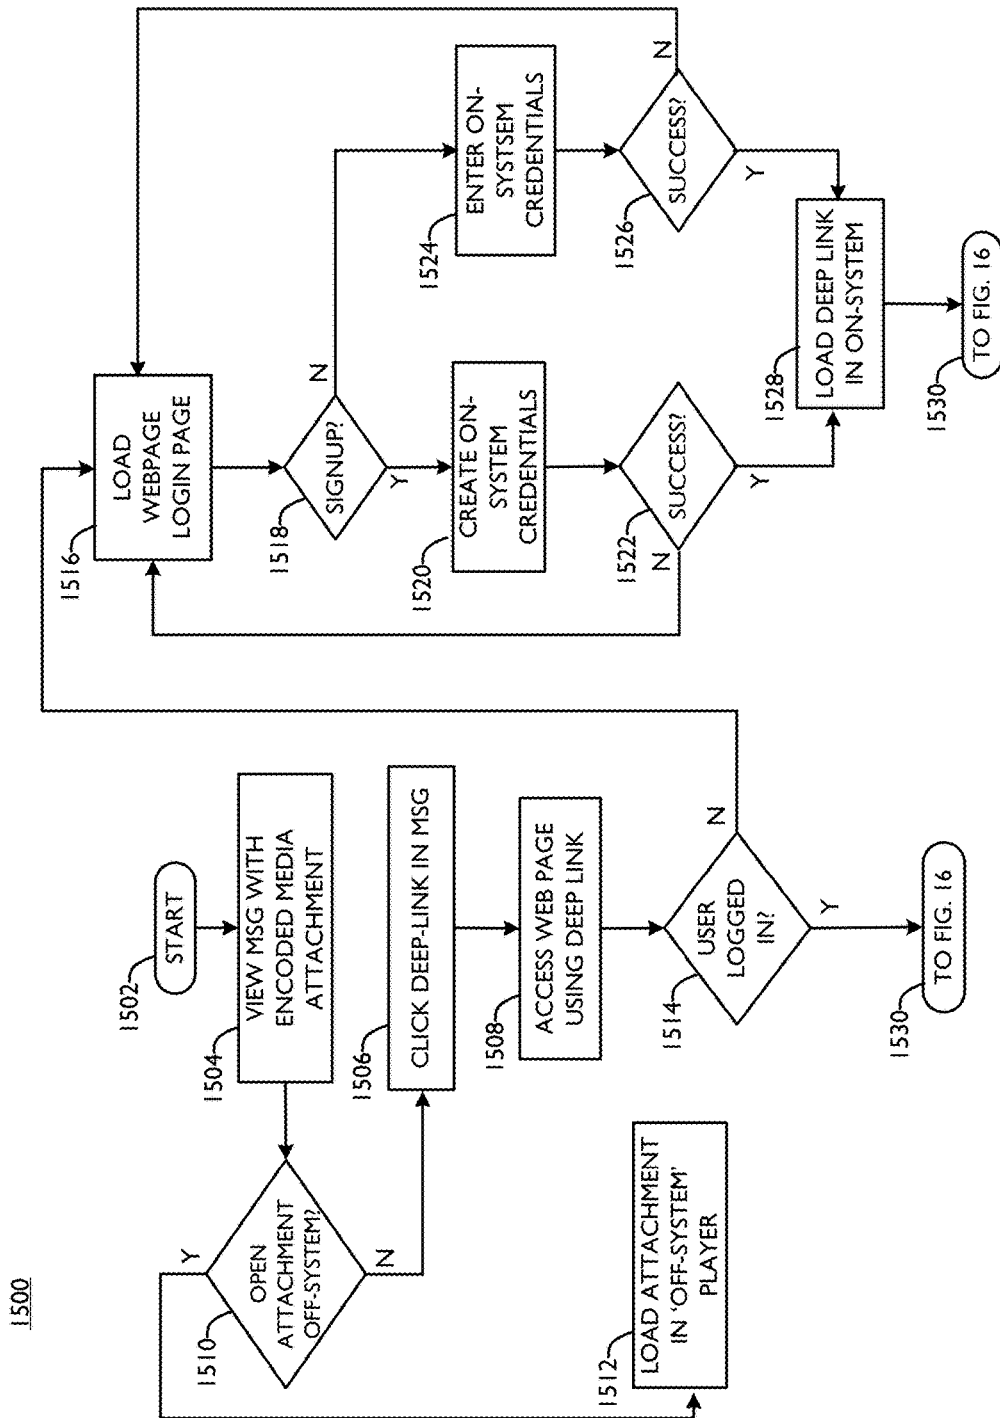 1500
1502
START
1504
VIEW MSG WITH
ENCODED MEDIA
ATTACHMENT
1510
OPEN
ATTACHMENT
OFF-SYSTEM?
Y
N
1506
CLICK DEEP-LINK IN MSG
1508
ACCESS WEB PAGE
USING DEEP LINK
1512
LOAD ATTACHMENT
IN 'OFF-SYSTEM'
PLAYER
1514
USER
LOGGED
IN?
N
Y
1530
TO FIG. 16
1516
LOAD
WEBPAGE
LOGIN PAGE
1518
SIGNUP?
N
Y
1520
CREATE ON-
SYSTEM
CREDENTIALS
1522
SUCCESS?
N
Y
1524
ENTER ON-
SYSTSEM
CREDENTIALS
1526
SUCCESS?
N
Y
1528
LOAD DEEP LINK
IN ON-SYSTEM
1530
TO FIG. 16